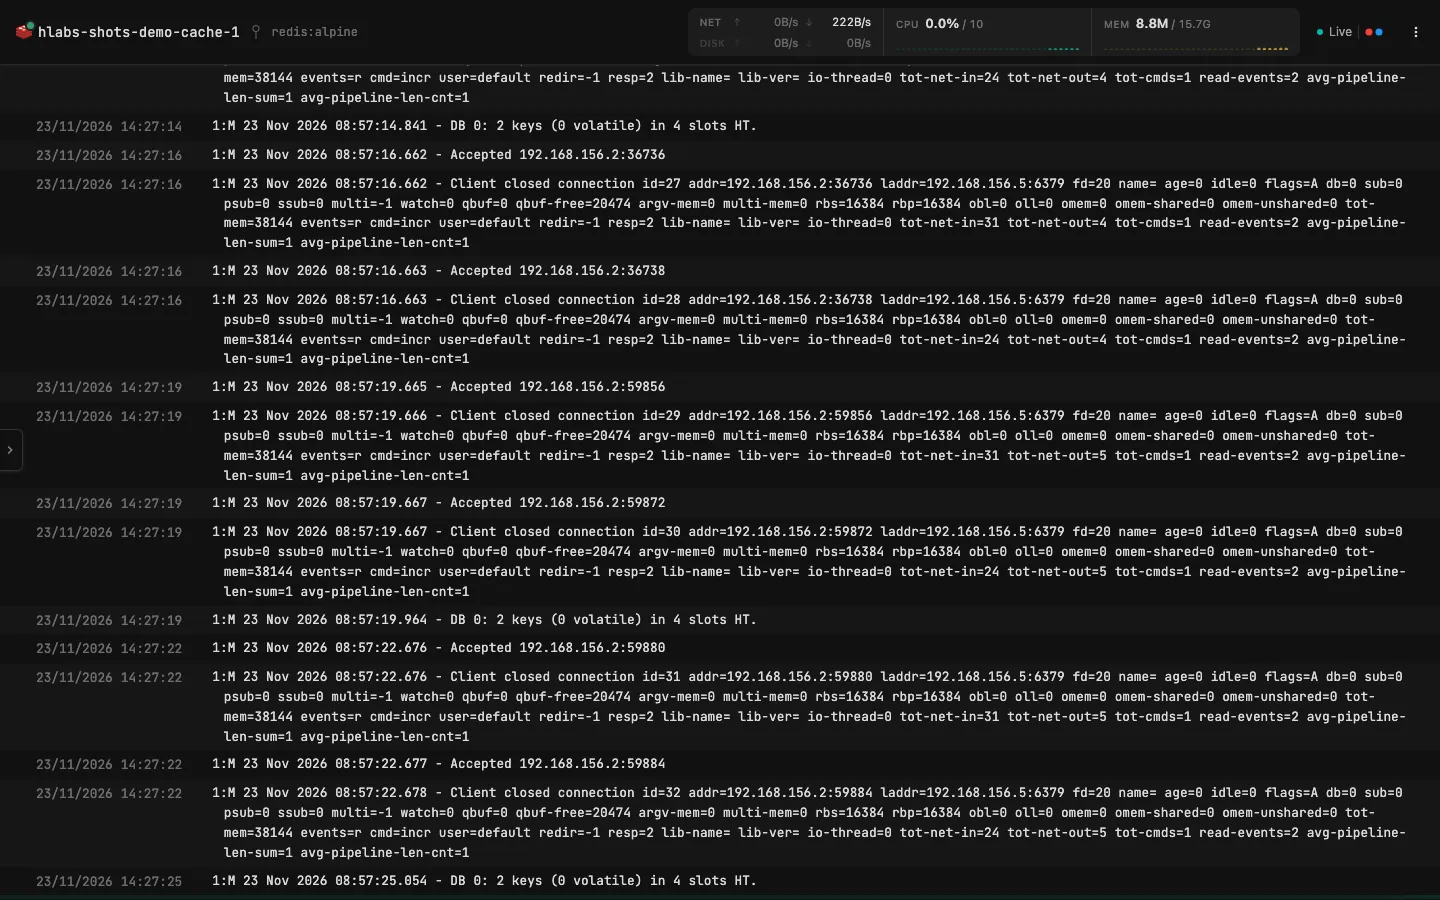 hlabs-shots-demo-cache-1 redis:alpine
NET ↑ 0B/s ↓ 222B/s
DISK ↑ 0B/s ↓ 0B/s
CPU 0.0% / 10
MEM 8.8M / 15.7G
Live
mem=38144 events=r cmd=incr user=default redir=-1 resp=2 lib-name= lib-ver= io-thread=0 tot-net-in=24 tot-net-out=4 tot-cmds=1 read-events=2 avg-pipeline-
len-sum=1 avg-pipeline-len-cnt=1
23/11/2026 14:27:14 1:M 23 Nov 2026 08:57:14.841 - DB 0: 2 keys (0 volatile) in 4 slots HT.
23/11/2026 14:27:16 1:M 23 Nov 2026 08:57:16.662 - Accepted 192.168.156.2:36736
23/11/2026 14:27:16 1:M 23 Nov 2026 08:57:16.662 - Client closed connection id=27 addr=192.168.156.2:36736 laddr=192.168.156.5:6379 fd=20 name= age=0 idle=0 flags=A db=0 sub=0
psub=0 ssub=0 multi=-1 watch=0 qbuf=0 qbuf-free=20474 argv-mem=0 multi-mem=0 rbs=16384 rbp=16384 obl=0 oll=0 omem=0 omem-shared=0 omem-unshared=0 tot-
mem=38144 events=r cmd=incr user=default redir=-1 resp=2 lib-name= lib-ver= io-thread=0 tot-net-in=31 tot-net-out=4 tot-cmds=1 read-events=2 avg-pipeline-
len-sum=1 avg-pipeline-len-cnt=1
23/11/2026 14:27:16 1:M 23 Nov 2026 08:57:16.663 - Accepted 192.168.156.2:36738
23/11/2026 14:27:16 1:M 23 Nov 2026 08:57:16.663 - Client closed connection id=28 addr=192.168.156.2:36738 laddr=192.168.156.5:6379 fd=20 name= age=0 idle=0 flags=A db=0 sub=0
psub=0 ssub=0 multi=-1 watch=0 qbuf=0 qbuf-free=20474 argv-mem=0 multi-mem=0 rbs=16384 rbp=16384 obl=0 oll=0 omem=0 omem-shared=0 omem-unshared=0 tot-
mem=38144 events=r cmd=incr user=default redir=-1 resp=2 lib-name= lib-ver= io-thread=0 tot-net-in=24 tot-net-out=4 tot-cmds=1 read-events=2 avg-pipeline-
len-sum=1 avg-pipeline-len-cnt=1
23/11/2026 14:27:19 1:M 23 Nov 2026 08:57:19.665 - Accepted 192.168.156.2:59856
23/11/2026 14:27:19 1:M 23 Nov 2026 08:57:19.666 - Client closed connection id=29 addr=192.168.156.2:59856 laddr=192.168.156.5:6379 fd=20 name= age=0 idle=0 flags=A db=0 sub=0
psub=0 ssub=0 multi=-1 watch=0 qbuf=0 qbuf-free=20474 argv-mem=0 multi-mem=0 rbs=16384 rbp=16384 obl=0 oll=0 omem=0 omem-shared=0 omem-unshared=0 tot-
mem=38144 events=r cmd=incr user=default redir=-1 resp=2 lib-name= lib-ver= io-thread=0 tot-net-in=31 tot-net-out=5 tot-cmds=1 read-events=2 avg-pipeline-
len-sum=1 avg-pipeline-len-cnt=1
23/11/2026 14:27:19 1:M 23 Nov 2026 08:57:19.667 - Accepted 192.168.156.2:59872
23/11/2026 14:27:19 1:M 23 Nov 2026 08:57:19.667 - Client closed connection id=30 addr=192.168.156.2:59872 laddr=192.168.156.5:6379 fd=20 name= age=0 idle=0 flags=A db=0 sub=0
psub=0 ssub=0 multi=-1 watch=0 qbuf=0 qbuf-free=20474 argv-mem=0 multi-mem=0 rbs=16384 rbp=16384 obl=0 oll=0 omem=0 omem-shared=0 omem-unshared=0 tot-
mem=38144 events=r cmd=incr user=default redir=-1 resp=2 lib-name= lib-ver= io-thread=0 tot-net-in=24 tot-net-out=5 tot-cmds=1 read-events=2 avg-pipeline-
len-sum=1 avg-pipeline-len-cnt=1
23/11/2026 14:27:19 1:M 23 Nov 2026 08:57:19.964 - DB 0: 2 keys (0 volatile) in 4 slots HT.
23/11/2026 14:27:22 1:M 23 Nov 2026 08:57:22.676 - Accepted 192.168.156.2:59880
23/11/2026 14:27:22 1:M 23 Nov 2026 08:57:22.676 - Client closed connection id=31 addr=192.168.156.2:59880 laddr=192.168.156.5:6379 fd=20 name= age=0 idle=0 flags=A db=0 sub=0
psub=0 ssub=0 multi=-1 watch=0 qbuf=0 qbuf-free=20474 argv-mem=0 multi-mem=0 rbs=16384 rbp=16384 obl=0 oll=0 omem=0 omem-shared=0 omem-unshared=0 tot-
mem=38144 events=r cmd=incr user=default redir=-1 resp=2 lib-name= lib-ver= io-thread=0 tot-net-in=31 tot-net-out=5 tot-cmds=1 read-events=2 avg-pipeline-
len-sum=1 avg-pipeline-len-cnt=1
23/11/2026 14:27:22 1:M 23 Nov 2026 08:57:22.677 - Accepted 192.168.156.2:59884
23/11/2026 14:27:22 1:M 23 Nov 2026 08:57:22.678 - Client closed connection id=32 addr=192.168.156.2:59884 laddr=192.168.156.5:6379 fd=20 name= age=0 idle=0 flags=A db=0 sub=0
psub=0 ssub=0 multi=-1 watch=0 qbuf=0 qbuf-free=20474 argv-mem=0 multi-mem=0 rbs=16384 rbp=16384 obl=0 oll=0 omem=0 omem-shared=0 omem-unshared=0 tot-
mem=38144 events=r cmd=incr user=default redir=-1 resp=2 lib-name= lib-ver= io-thread=0 tot-net-in=24 tot-net-out=5 tot-cmds=1 read-events=2 avg-pipeline-
len-sum=1 avg-pipeline-len-cnt=1
23/11/2026 14:27:25 1:M 23 Nov 2026 08:57:25.054 - DB 0: 2 keys (0 volatile) in 4 slots HT.